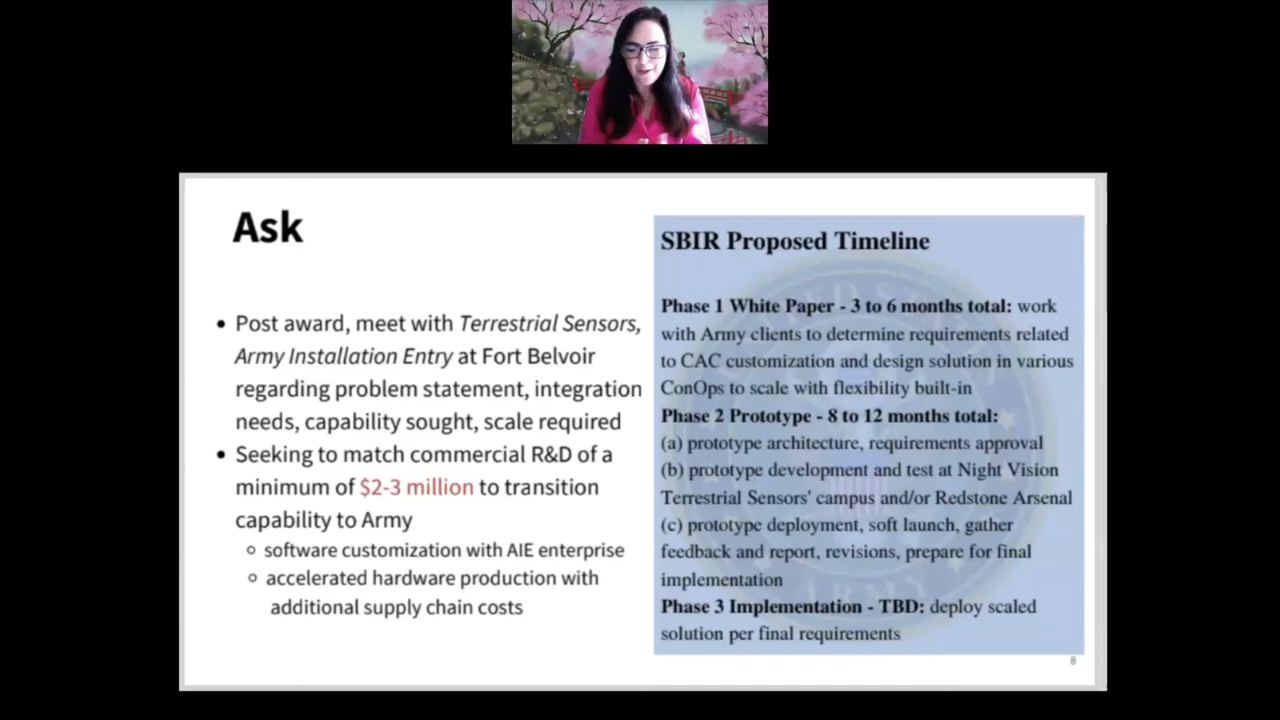 Ask
• Post award, meet with Terrestrial Sensors,
Army Installation Entry at Fort Belvoir
regarding problem statement, integration
needs, capability sought, scale required
• Seeking to match commercial R&D of a
minimum of $2-3 million to transition
capability to Army
○ software customization with AIE enterprise
○ accelerated hardware production with
additional supply chain costs
SBIR Proposed Timeline
Phase 1 White Paper - 3 to 6 months total: work
with Army clients to determine requirements related
to CAC customization and design solution in various
ConOps to scale with flexibility built-in
Phase 2 Prototype - 8 to 12 months total:
(a) prototype architecture, requirements approval
(b) prototype development and test at Night Vision
Terrestrial Sensors' campus and/or Redstone Arsenal
(c) prototype deployment, soft launch, gather
feedback and report, revisions, prepare for final
implementation
Phase 3 Implementation - TBD: deploy scaled
solution per final requirements
8